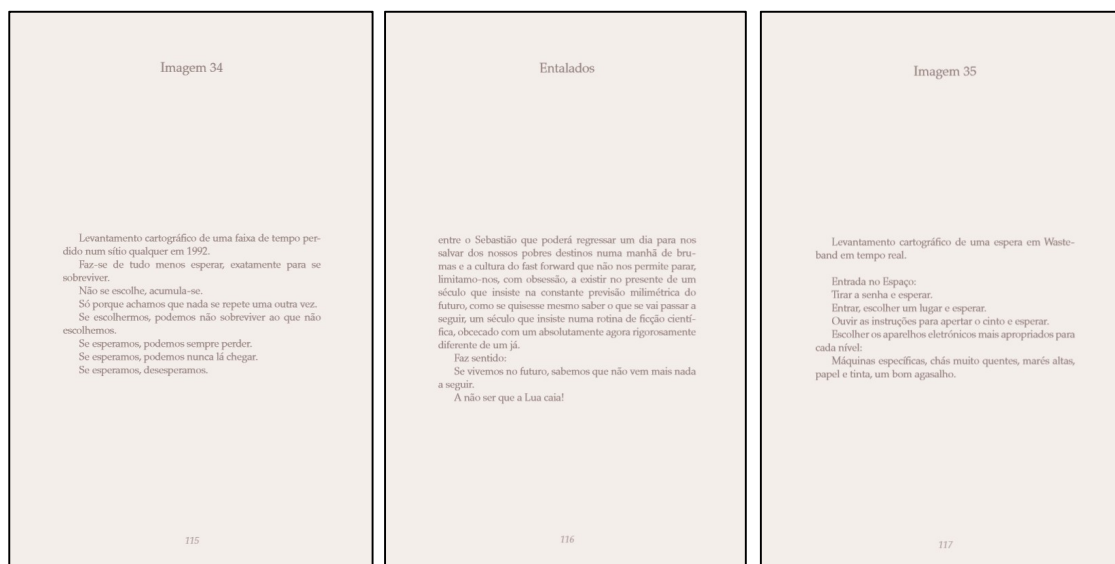 Imagem 34
Levantamento cartográfico de uma faixa de tempo per-
dido num sítio qualquer em 1992.
Faz-se de tudo menos esperar, exatamente para se
sobreviver.
Não se escolhe, acumula-se.
Só porque achamos que nada se repete uma outra vez.
Se escolhermos, podemos não sobreviver ao que não
escolhemos.
Se esperamos, podemos sempre perder.
Se esperamos, podemos nunca lá chegar.
Se esperamos, desesperamos.
115
Entalados
entre o Sebastião que poderá regressar um dia para nos
salvar dos nossos pobres destinos numa manhã de bru-
mas e a cultura do fast forward que não nos permite parar,
limitamo-nos, com obsessão, a existir no presente de um
século que insiste na constante previsão milimétrica do
futuro, como se quisesse mesmo saber o que se vai passar a
seguir, um século que insiste numa rotina de ficção cientí-
fica, obcecado com um absolutamente agora rigorosamente
diferente de um já.
Faz sentido:
Se vivemos no futuro, sabemos que não vem mais nada
a seguir.
A não ser que a Lua caia!
116
Imagem 35
Levantamento cartográfico de uma espera em Waste-
band em tempo real.
Entrada no Espaço:
Tirar a senha e esperar.
Entrar, escolher um lugar e esperar.
Ouvir as instruções para apertar o cinto e esperar.
Escolher os aparelhos eletrónicos mais apropriados para
cada nível:
Máquinas específicas, chás muito quentes, marés altas,
papel e tinta, um bom agasalho.
117